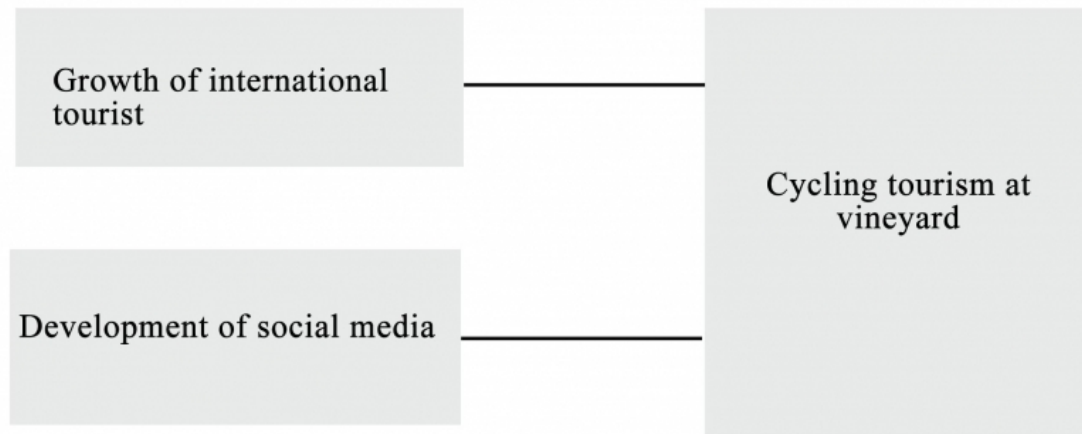 Growth of international
tourist
Cycling tourism at
vineyard
Development of social media